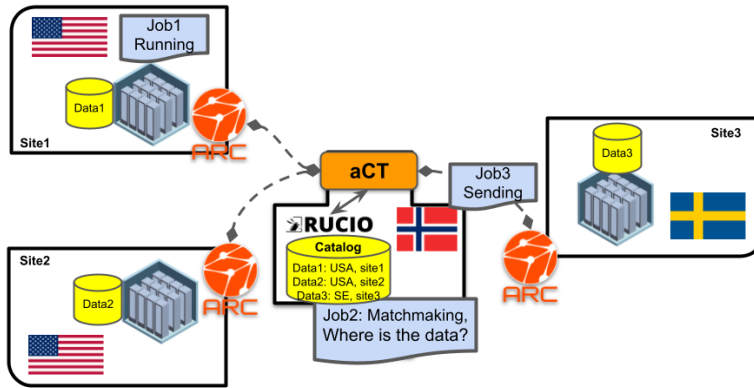 Job1
Running
Data1
Site1
ARC
aCT
Job3
Sending
Site3
Data3
RUCIO
Catalog
Data1: USA, site1
Data2: USA, site2
Data3: SE, site3
Site2
Data2
ARC
ARC
Job2: Matchmaking,
Where is the data?